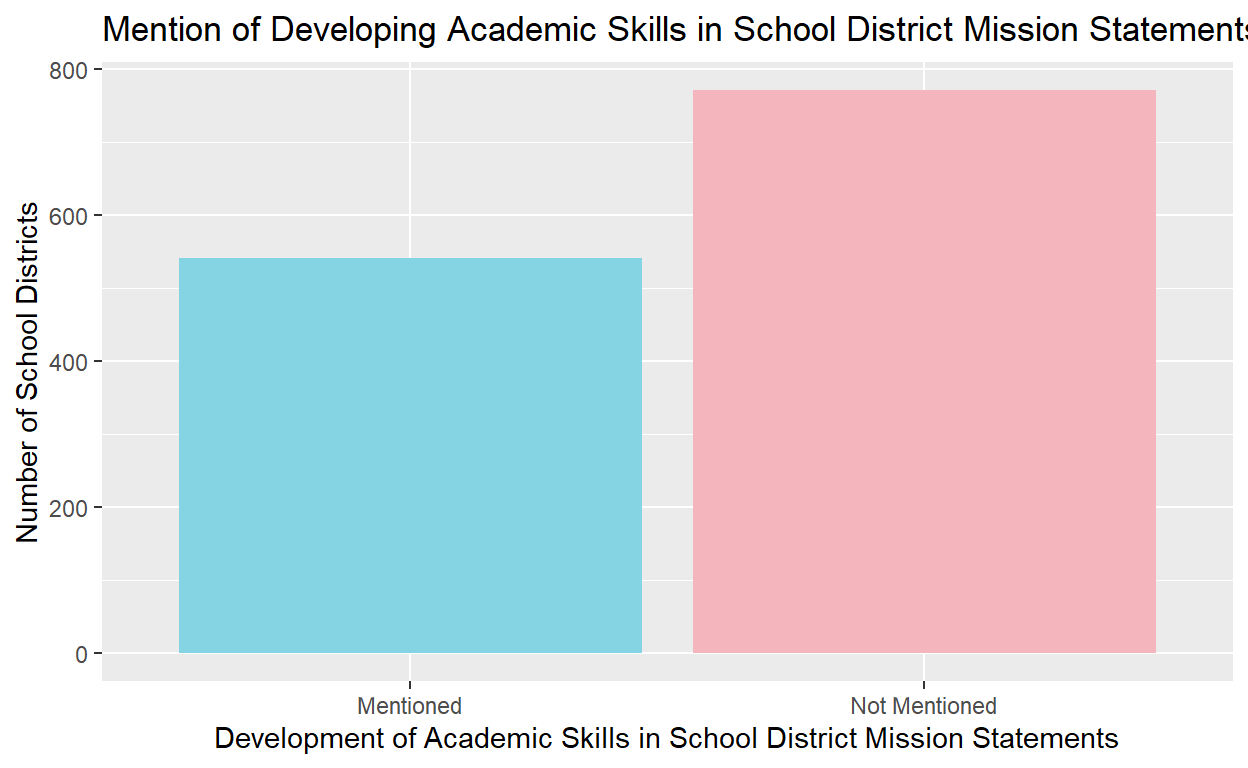 Mention of Developing Academic Skills in School District Mission Statements
800
600
400
200
0
Number of School Districts
Mentioned
Not Mentioned
Development of Academic Skills in School District Mission Statements